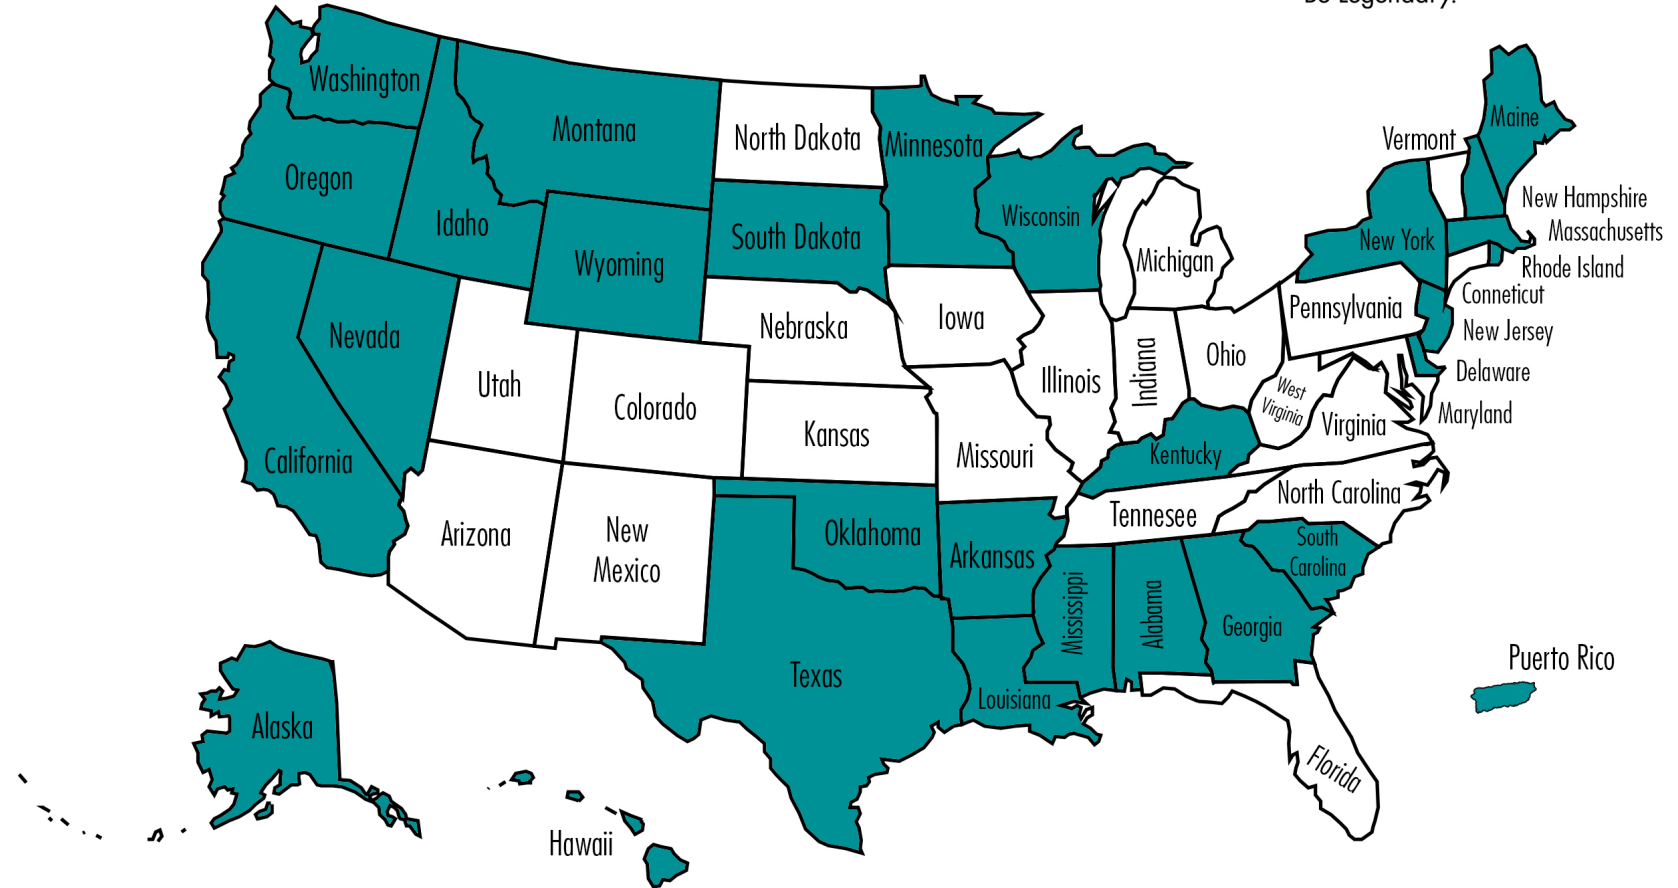 Be Legendary.
Washington
Montana
North Dakota
Minnesota
Maine
Vermont
Oregon
Idaho
New Hampshire
Wisconsin
Massachusetts
South Dakota
New York
Wyoming
Michigan
Rhode Island
Conneticut
Pennsylvania
Nebraska
Iowa
New Jersey
Nevada
Ohio
Utah
Illinois
Indiana
Delaware
Colorado
West
Virginia
Maryland
Kansas
Virginia
California
Missouri
Kentucky
North Carolina
Tennesee
Arizona
New
Mexico
Oklahoma
Arkansas
South
Carolina
Mississippi
Alabama
Georgia
Puerto Rico
Texas
Louisiana
Alaska
Florida
Hawaii